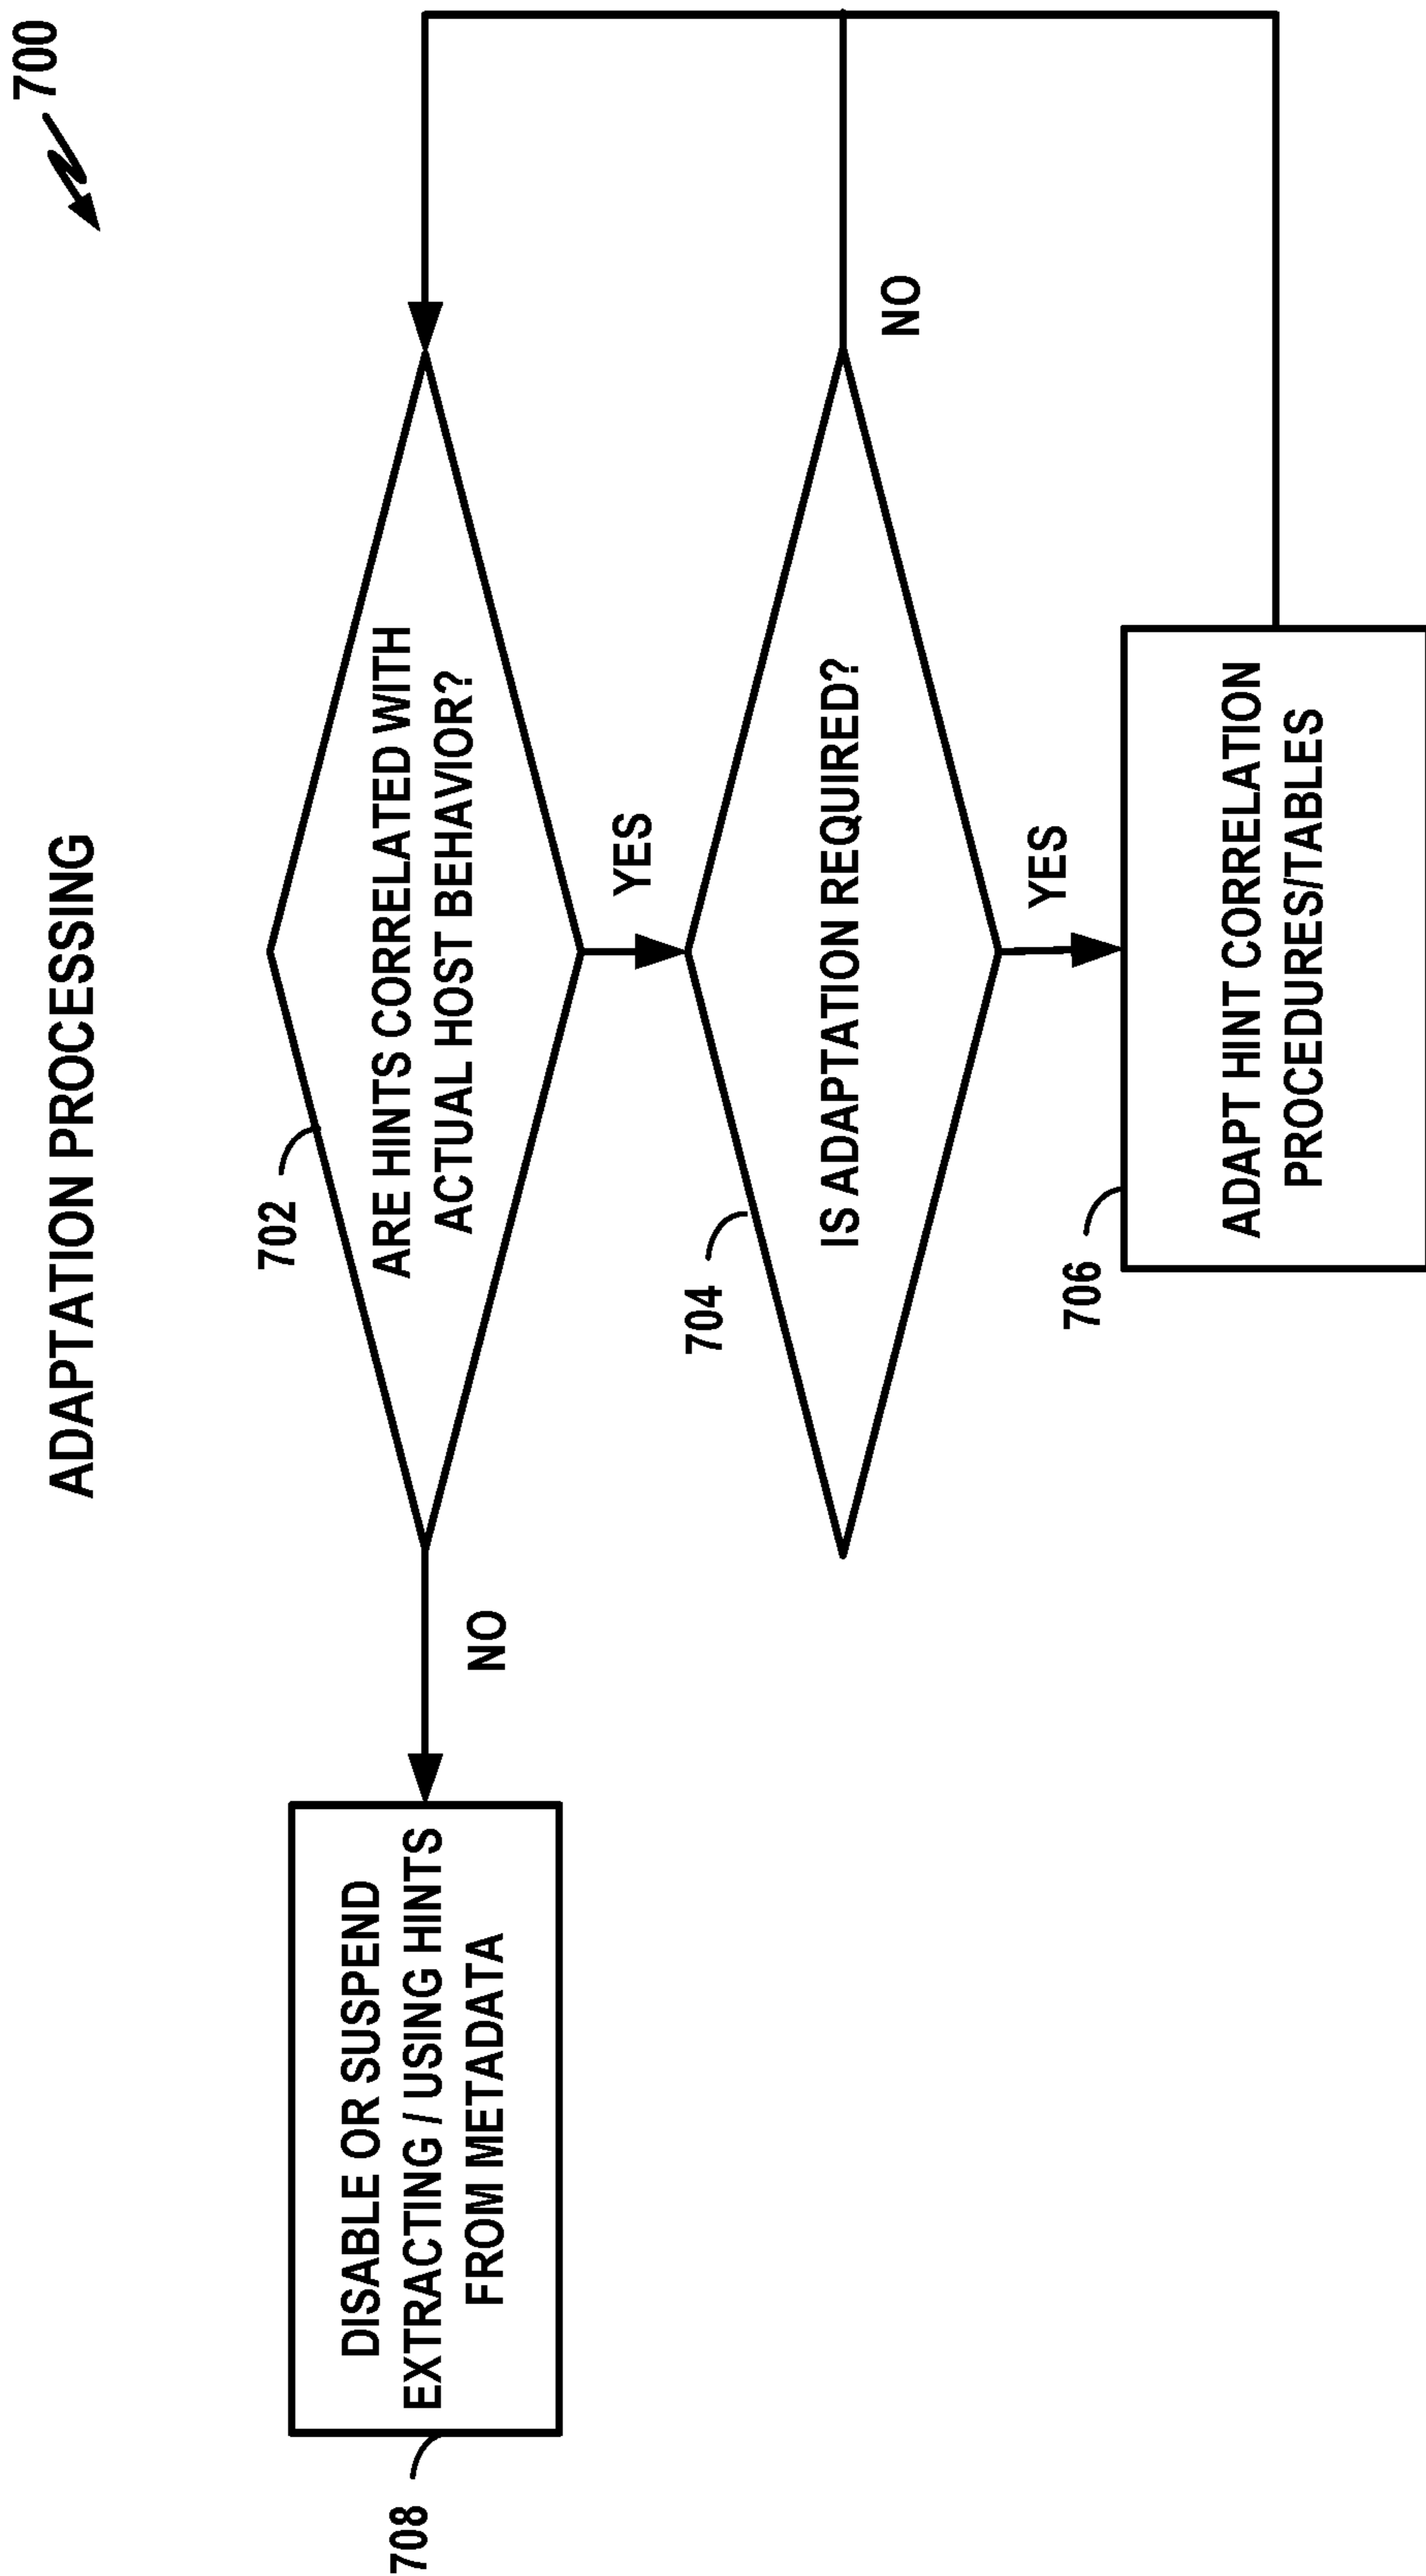 ADAPTATION PROCESSING
700
702
ARE HINTS CORRELATED WITH
ACTUAL HOST BEHAVIOR?
NO
708
DISABLE OR SUSPEND
EXTRACTING / USING HINTS
FROM METADATA
YES
704
IS ADAPTATION REQUIRED?
NO
YES
706
ADAPT HINT CORRELATION
PROCEDURES/TABLES